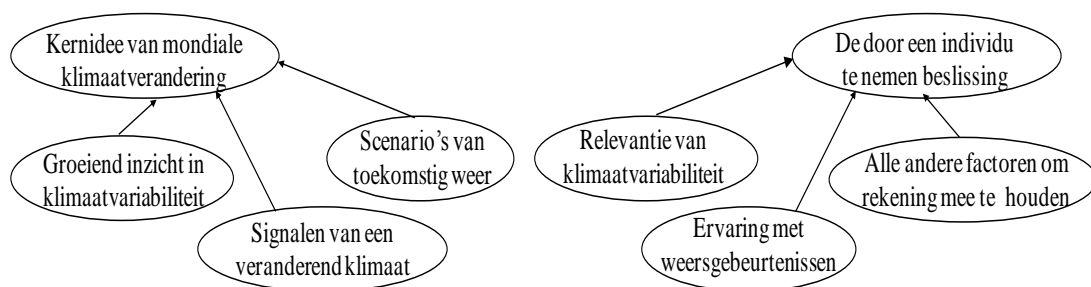 Kernidee van mondiale
klimaatverandering
De door een individu
te nemen beslissing
Groeiend inzicht in
klimaatvariabiliteit
Scenario's van
toekomstig weer
Relevantie van
klimaatvariabiliteit
Alle andere factoren om
rekening mee te houden
Signalen van een
veranderend klimaat
Ervaring met
weersgebeurtenissen